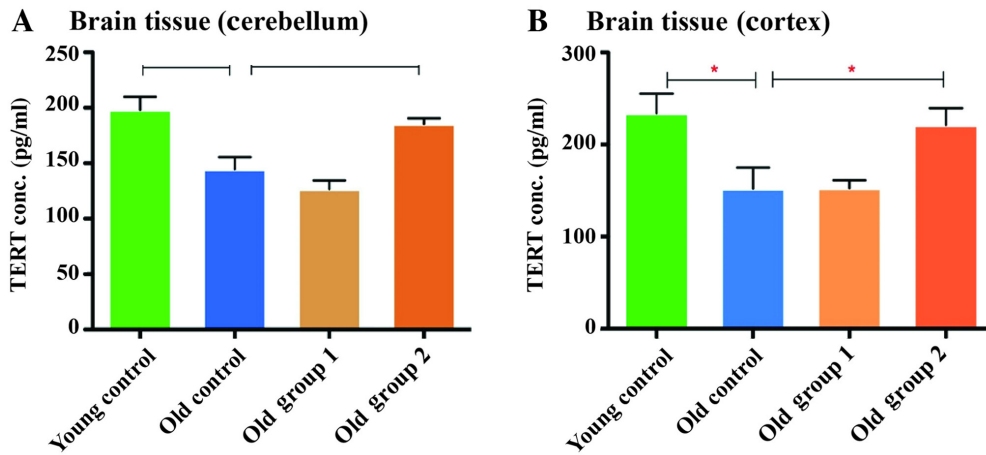 A Brain tissue (cerebellum)
TERT conc. (pg/ml)
250
200
150
100
50
0
Young control
Old control
Old group 1
Old group 2
B Brain tissue (cortex)
TERT conc. (pg/ml)
300
200
100
0
* *
Young control
Old control
Old group 1
Old group 2